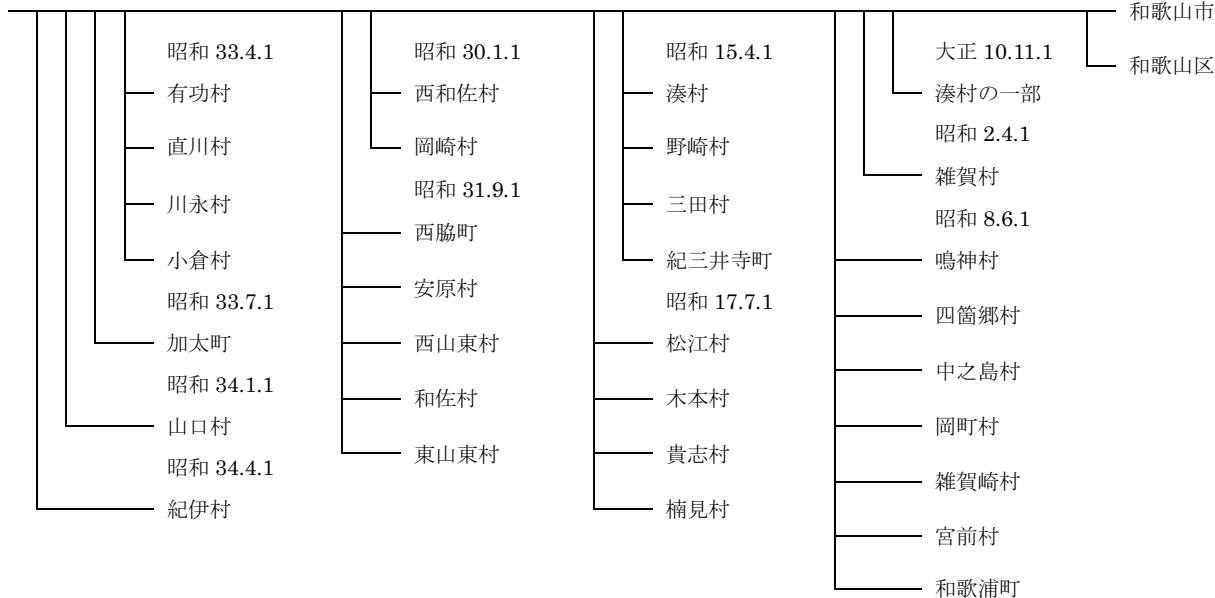 和歌山市
和歌山区
大正 10.11.1
湊村の一部
昭和 2.4.1
雑賀村
昭和 8.6.1
鳴神村
四箇郷村
中之島村
岡町村
雑賀崎村
宮前村
和歌浦町
昭和 15.4.1
湊村
野崎村
三田村
紀三井寺町
昭和 17.7.1
松江村
木本村
貴志村
楠見村
昭和 30.1.1
西和佐村
岡崎村
昭和 31.9.1
西脇町
安原村
西山東村
和佐村
東山東村
昭和 33.4.1
有功村
直川村
川永村
小倉村
昭和 33.7.1
加太町
昭和 34.1.1
山口村
昭和 34.4.1
紀伊村